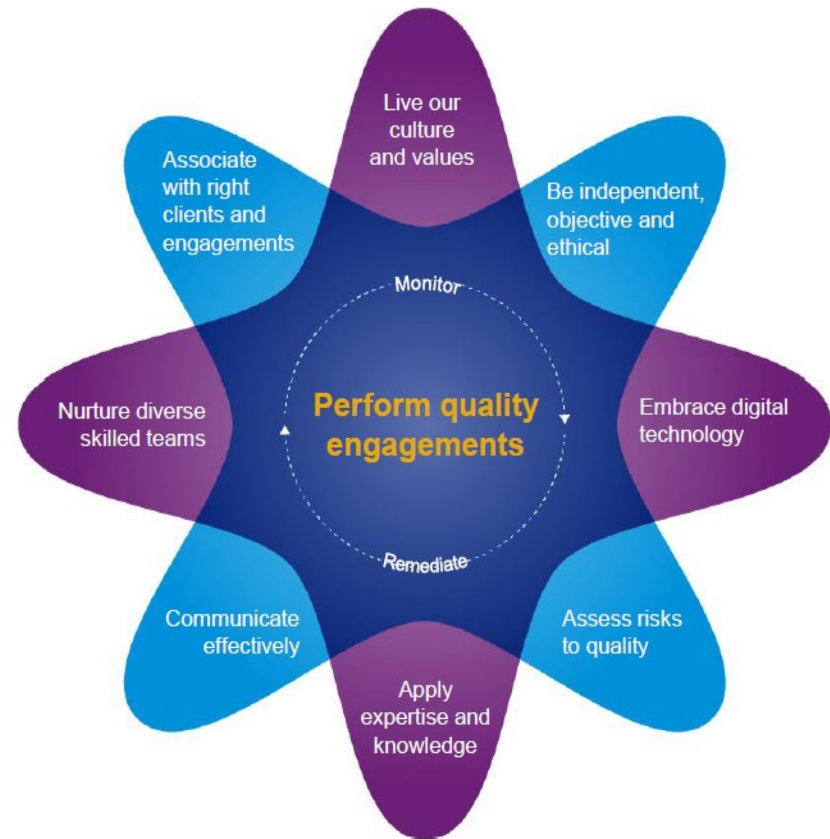 Live our
culture
and values
Be independent,
objective and
ethical
Embrace digital
technology
Assess risks
to quality
Apply
expertise and
knowledge
Communicate
effectively
Nurture diverse
skilled teams
Associate
with right
clients and
engagements
Monitor
Perform quality
engagements
Remediate